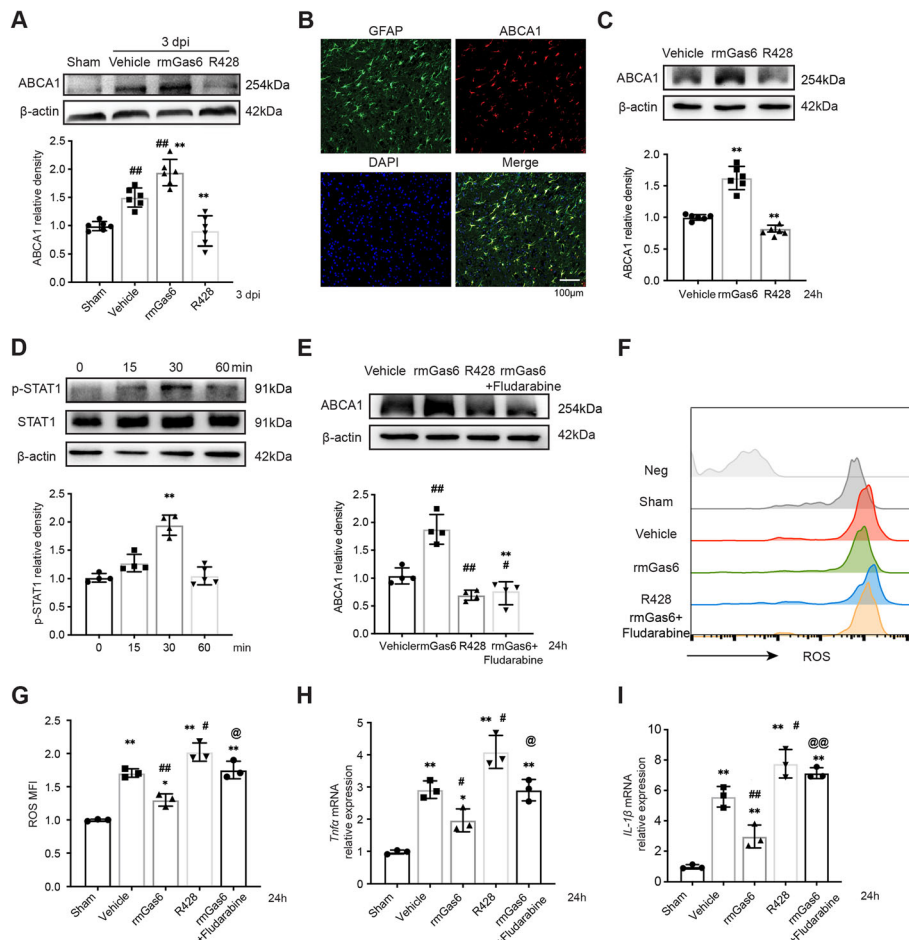 A
3 dpi
Sham Vehicle rmGas6 R428
ABCA1 254kDa
β-actin 42kDa
ABCA1 relative density
2.5
2.0
1.5
1.0
0.5
0.0
##
## **
**
Sham Vehicle rmGas6 R428 3 dpi
B
GFAP ABCA1
DAPI Merge
100μm
C
Vehicle rmGas6 R428
ABCA1 254kDa
β-actin 42kDa
ABCA1 relative density
2.0
1.5
1.0
0.5
0.0
**
**
Vehicle rmGas6 R428 24h
D
0 15 30 60 min
p-STAT1 91kDa
STAT1 91kDa
β-actin 42kDa
p-STAT1 relative density
2.5
2.0
1.5
1.0
0.5
0.0
**
0 15 30 60 min
E
Vehicle rmGas6 R428 rmGas6
+Fludarabine
ABCA1 254kDa
β-actin 42kDa
ABCA1 relative density
2.5
2.0
1.5
1.0
0.5
0.0
##
##
**
#
Vehicle rmGas6 R428 rmGas6+
Fludarabine 24h
F
Neg
Sham
Vehicle
rmGas6
R428
rmGas6+
Fludarabine
ROS
G
ROS MFI
2.5
2.0
1.5
1.0
0.5
0.0
**
##
*
** #
@
**
Sham Vehicle rmGas6 R428 rmGas6
+Fludarabine 24h
H
Tnfα mRNA
relative expression
5
4
3
2
1
0
**
#
*
** #
@
**
Sham Vehicle rmGas6 R428 rmGas6
+Fludarabine 24h
I
IL-1β mRNA
relative expression
10
8
6
4
2
0
**
##
**
** #
@@
**
Sham Vehicle rmGas6 R428 rmGas6
+Fludarabine 24h